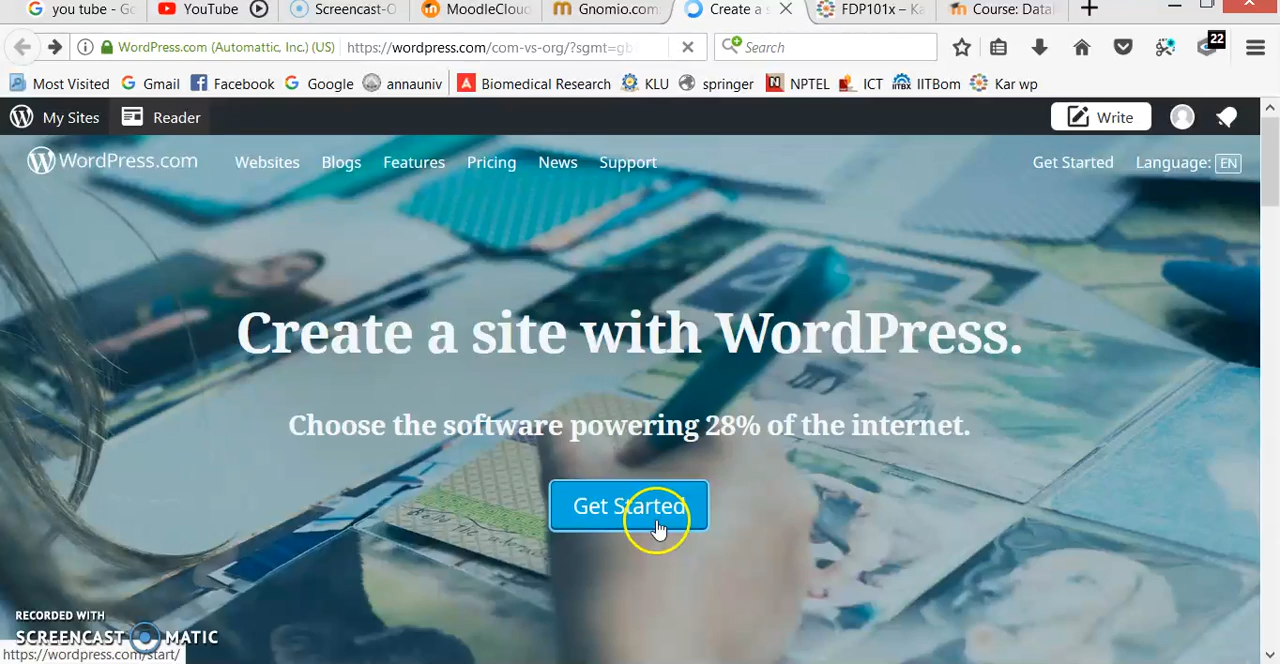 you tube - Go
YouTube
Screencast-O
MoodleClou
Gnomio.com
Create a s
FDP101x – Ka
Course: Data
WordPress.com (Automattic, Inc.) (US)
https://wordpress.com/com-vs-org/?sgmt=gb
Search
22
Most Visited
Gmail
Facebook
Google
annauniv
Biomedical Research
KLU
springer
NPTEL
ICT
IITBom
Kar wp
My Sites
Reader
Write
WordPress.com
Websites
Blogs
Features
Pricing
News
Support
Get Started
Language: EN
Create a site with WordPress.
Choose the software powering 28% of the internet.
Get Started
RECORDED WITH
SCREENCAST MATIC
https://wordpress.com/start/